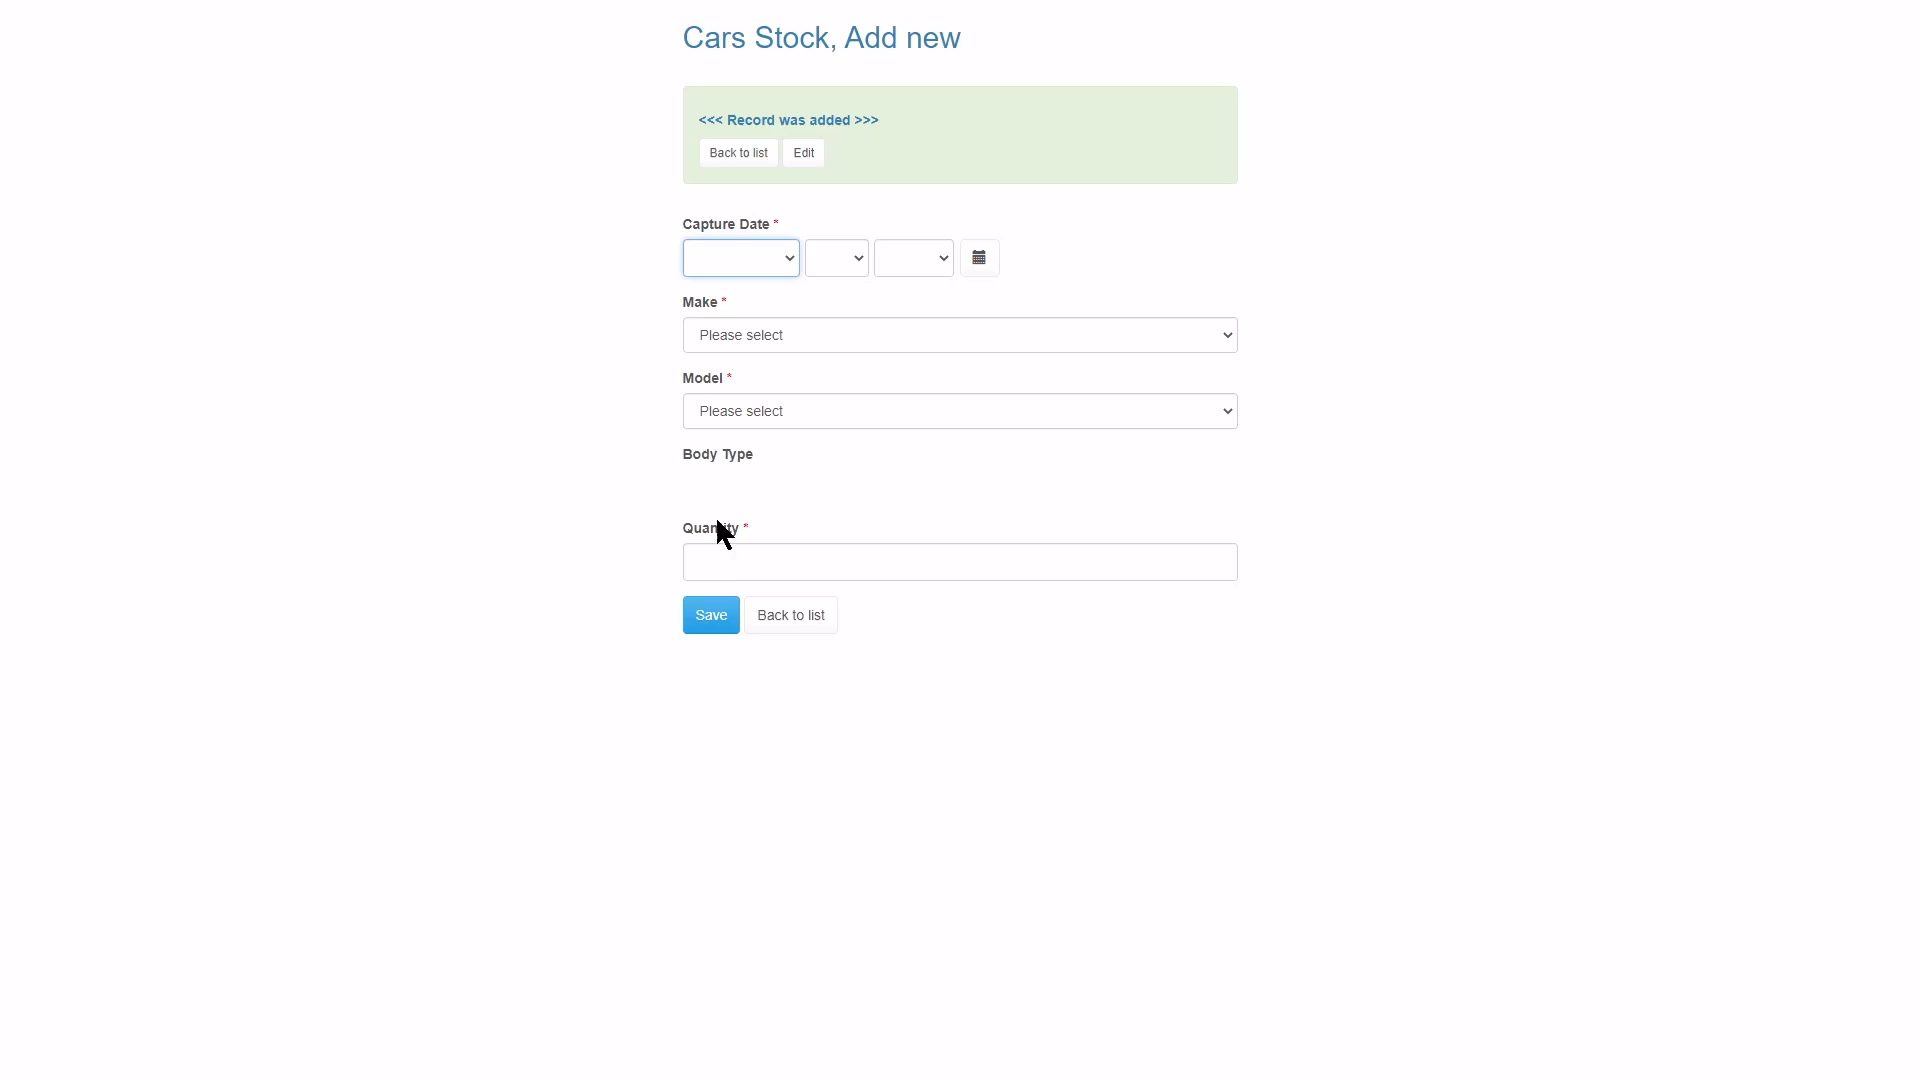 Cars Stock, Add new
<<< Record was added >>>
Back to list Edit
Capture Date *
Make *
Please select
Model *
Please select
Body Type
Quantity *
Save Back to list